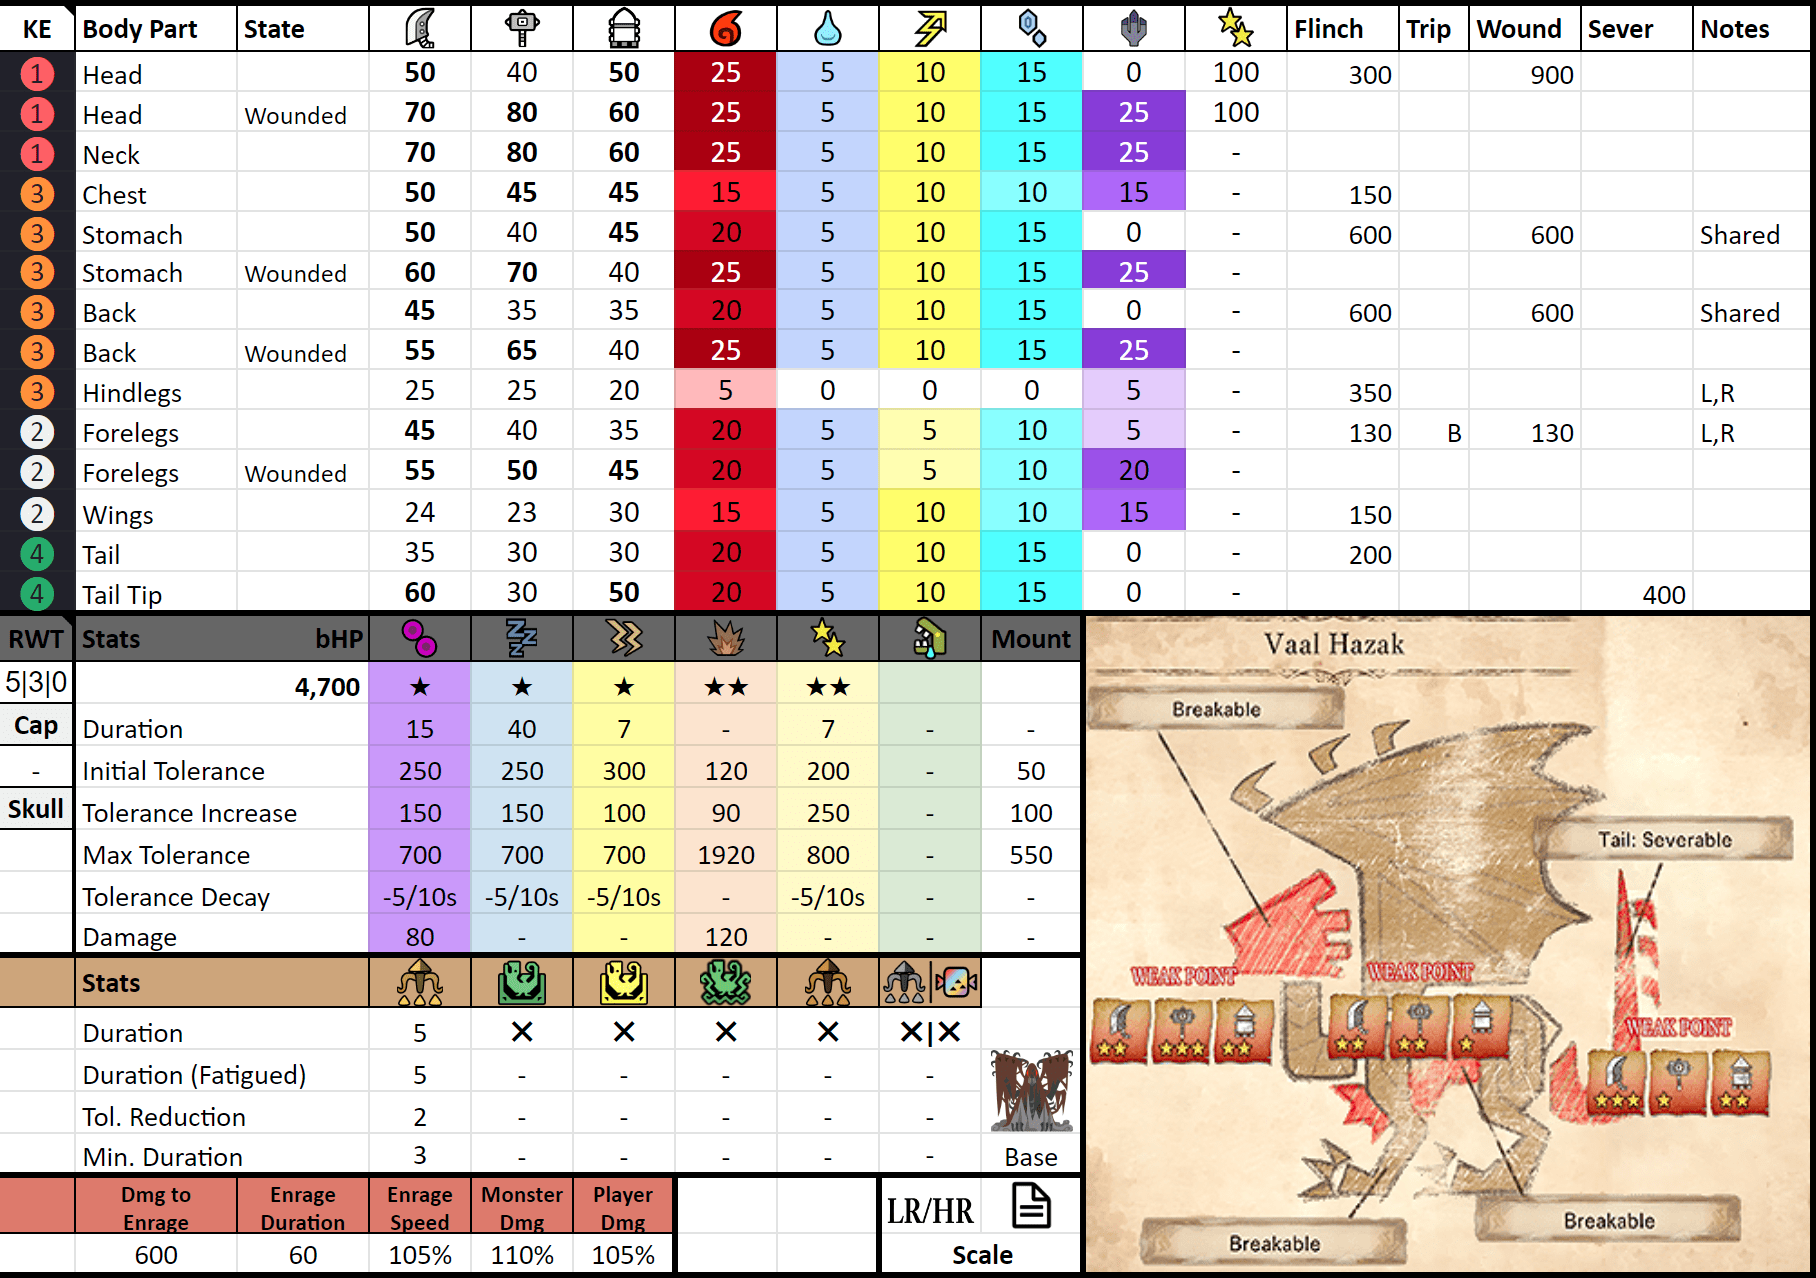 KE Body Part State Flinch Trip Wound Sever Notes
1 Head 50 40 50 25 5 10 15 0 100 300 900
1 Head Wounded 70 80 60 25 5 10 15 25 100
1 Neck 70 80 60 25 5 10 15 25 -
3 Chest 50 45 45 15 5 10 10 15 - 150
3 Stomach 50 40 45 20 5 10 15 0 - 600 600 Shared
3 Stomach Wounded 60 70 40 25 5 10 15 25 -
3 Back 45 35 35 20 5 10 15 0 - 600 600 Shared
3 Back Wounded 55 65 40 25 5 10 15 25 -
3 Hindlegs 25 25 20 5 0 0 0 5 - 350 L,R
2 Forelegs 45 40 35 20 5 5 10 5 - 130 B 130 L,R
2 Forelegs Wounded 55 50 45 20 5 5 10 20 -
2 Wings 24 23 30 15 5 10 10 15 - 150
4 Tail 35 30 30 20 5 10 15 0 - 200
4 Tail Tip 60 30 50 20 5 10 15 0 - 400
RWT Stats bHP Mount
5|3|0 4,700 ★ ★ ★ ★★ ★★
Cap Duration 15 40 7 - 7 - -
- Initial Tolerance 250 250 300 120 200 - 50
Skull Tolerance Increase 150 150 100 90 250 - 100
Max Tolerance 700 700 700 1920 800 - 550
Tolerance Decay -5/10s -5/10s -5/10s - -5/10s - -
Damage 80 - - 120 - - -
Stats
Duration 5 ✕ ✕ ✕ ✕ ✕|✕
Duration (Fatigued) 5 - - - - -
Tol. Reduction 2 - - - - -
Min. Duration 3 - - - - - Base
Dmg to Enrage
Enrage Duration
Enrage Speed
Monster Dmg
Player Dmg
LR/HR
600 60 105% 110% 105% Scale
Vaal Hazak
Breakable
Tail: Severable
WEAK POINT
WEAK POINT
WEAK POINT
Breakable
Breakable